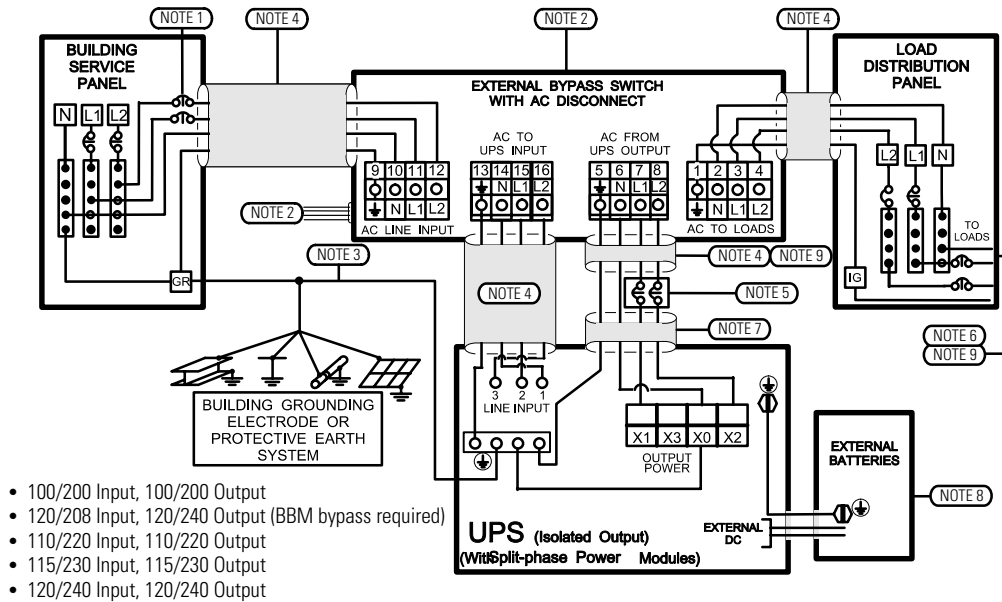 NOTE 1
NOTE 4
NOTE 2
NOTE 4
BUILDING
SERVICE
PANEL
N L1 L2
GR
EXTERNAL BYPASS SWITCH
WITH AC DISCONNECT
AC TO
UPS INPUT
AC FROM
UPS OUTPUT
9 10 11 12
N L1 L2
AC LINE INPUT
13 14 15 16
N L1 L2
5 6 7 8
N L1 L2
1 2 3 4
N L1 L2
AC TO LOADS
LOAD
DISTRIBUTION
PANEL
L2 L1 N
TO
LOADS
IG
NOTE 2
NOTE 3
NOTE 4
NOTE 4
NOTE 9
NOTE 5
NOTE 7
NOTE 6
NOTE 9
BUILDING GROUNDING
ELECTRODE OR
PROTECTIVE EARTH
SYSTEM
3 2 1
LINE INPUT
X1 X3 X0 X2
OUTPUT
POWER
EXTERNAL
BATTERIES
NOTE 8
EXTERNAL
DC
UPS (Isolated Output)
(WithSplit-phase Power Modules)
• 100/200 Input, 100/200 Output
• 120/208 Input, 120/240 Output (BBM bypass required)
• 110/220 Input, 110/220 Output
• 115/230 Input, 115/230 Output
• 120/240 Input, 120/240 Output